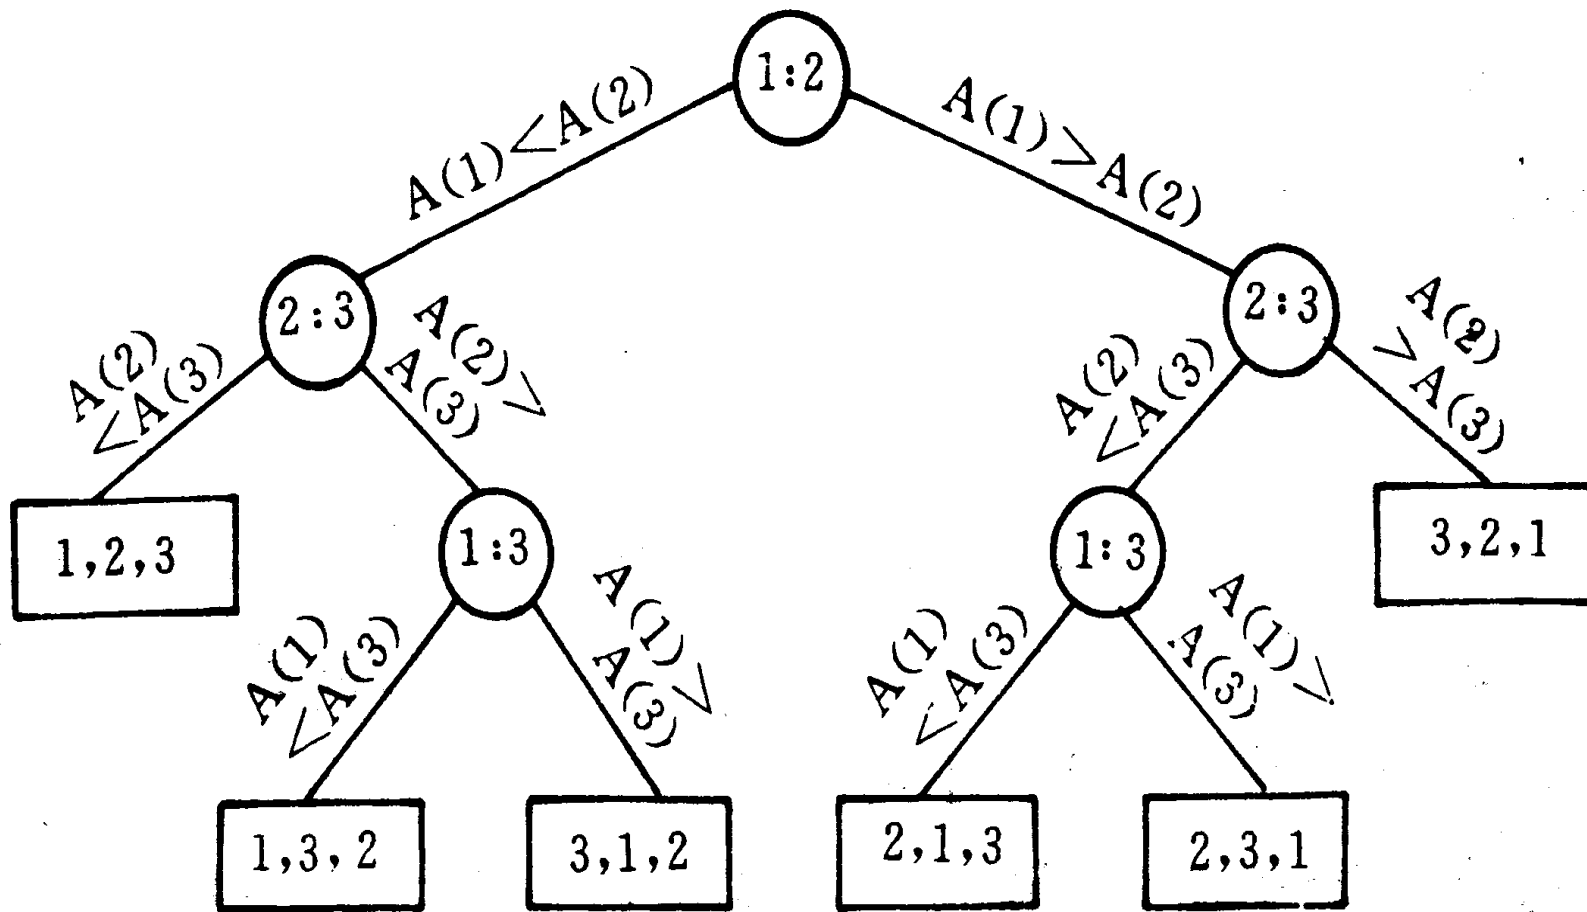 1:2
A(1)<A(2)
A(1)>A(2)
2:3
2:3
A(2)
<A(3)
A(2)>
A(3)
A(2)
<A(3)
A(2)
>A(3)
1,2,3
1:3
1:3
3,2,1
A(1)
<A(3)
A(1)>
A(3)
A(1)
<A(3)
A(1)>
A(3)
1,3,2
3,1,2
2,1,3
2,3,1